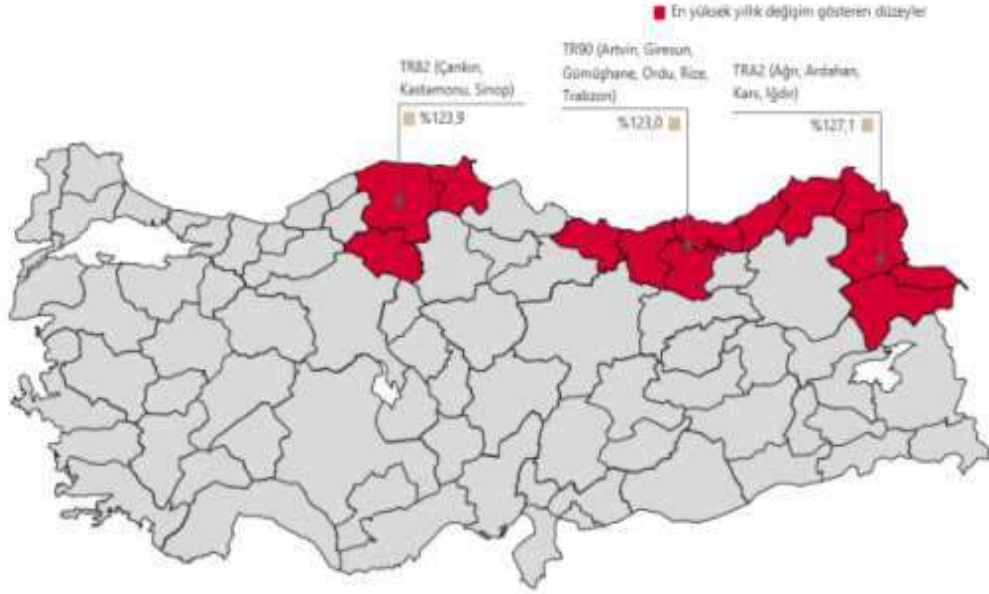 En yüksek yıllık değişim gösteren düzeyler
TR90 (Artvin, Giresun,
Gümüşhane, Ordu, Rize,
Trabzon)
%123,0
TR82 (Çankırı,
Kastamonu, Sinop)
%123,9
TRA2 (Ağrı, Ardahan,
Kars, Iğdır)
%127,1